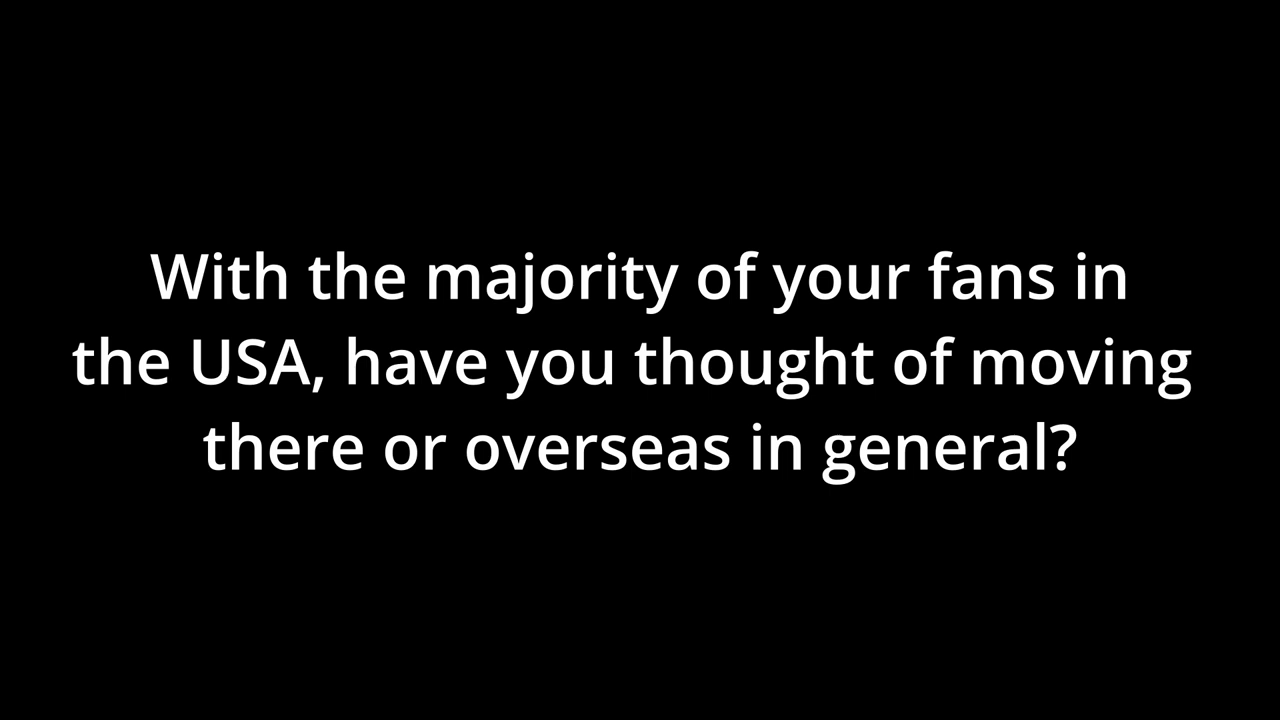 With the majority of your fans in
the USA, have you thought of moving
there or overseas in general?